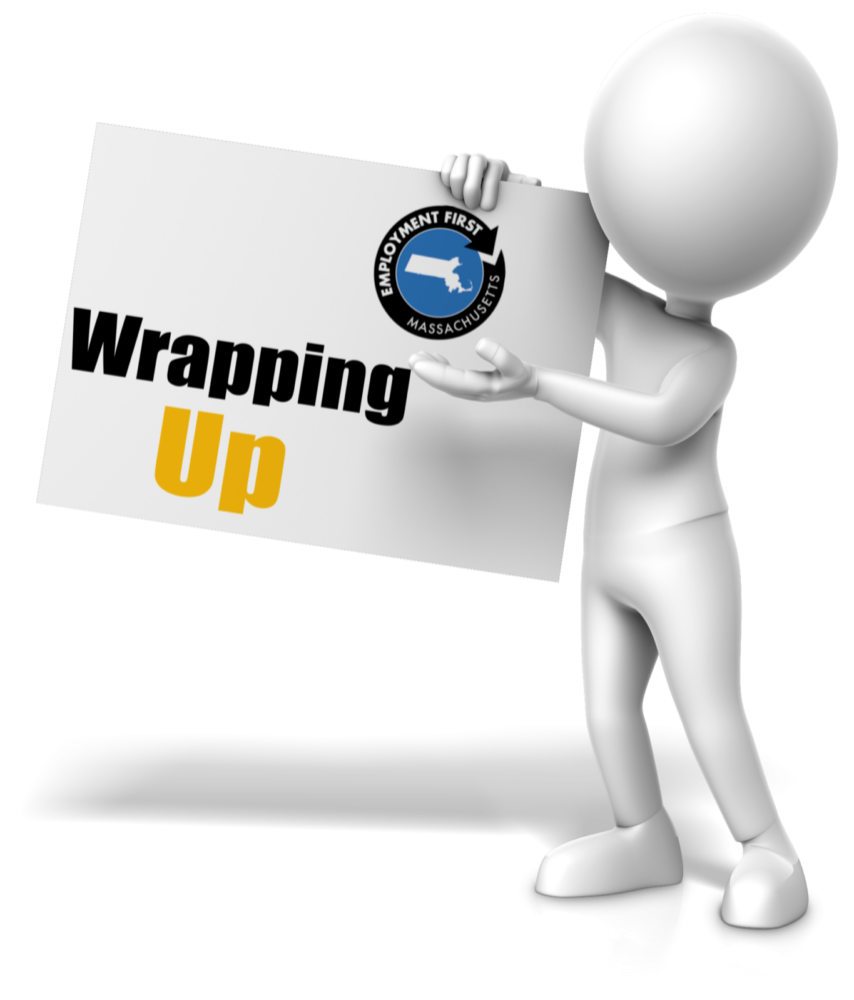 EMPLOYMENT FIRST
MASSACHUSETTS
Wrapping
Up